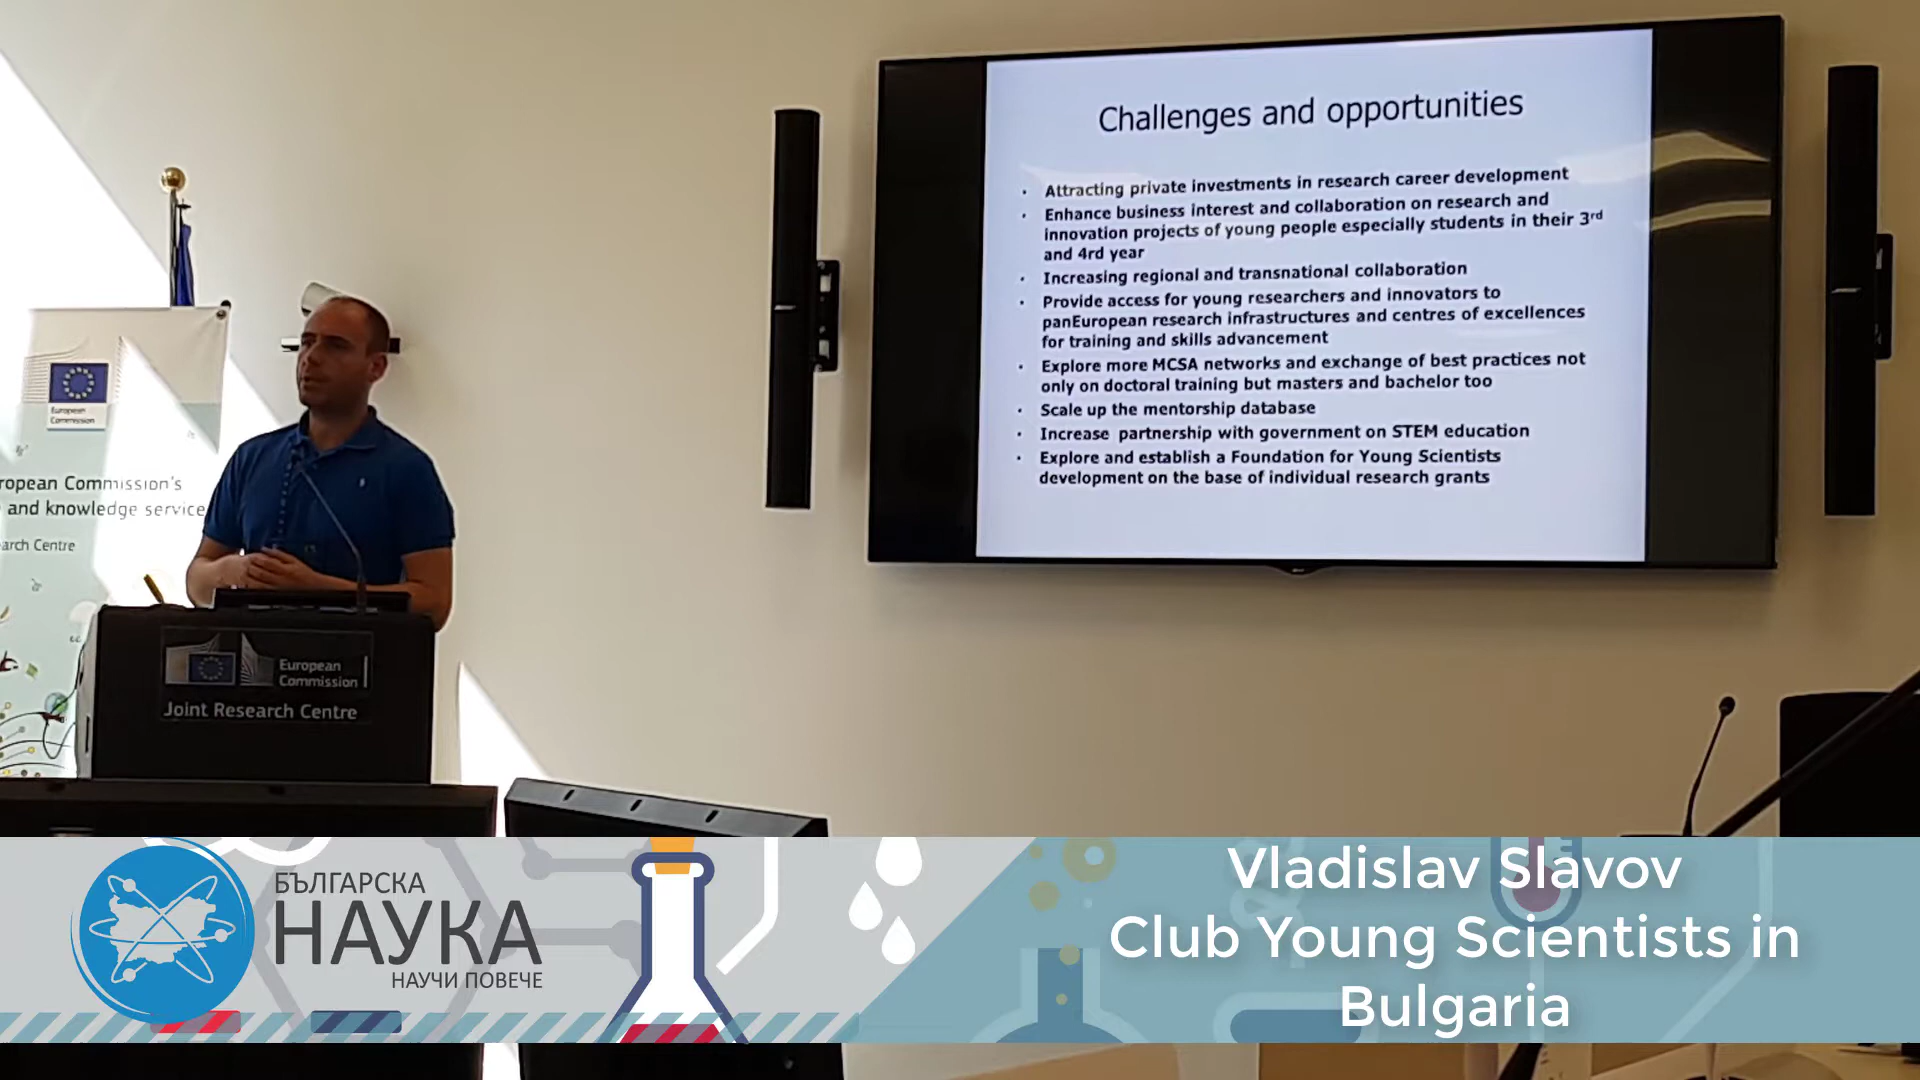 Challenges and opportunities
• Attracting private investments in research career development
• Enhance business interest and collaboration on research and
innovation projects of young people especially students in their 3rd
and 4rd year
• Increasing regional and transnational collaboration
• Provide access for young researchers and innovators to
panEuropean research infrastructures and centres of excellences
for training and skills advancement
• Explore more MCSA networks and exchange of best practices not
only on doctoral training but masters and bachelor too
• Scale up the mentorship database
• Increase partnership with government on STEM education
• Explore and establish a Foundation for Young Scientists
development on the base of individual research grants
European
Commission
ropean Commission's
and knowledge service
arch Centre
European
Commission
Joint Research Centre
БЪЛГАРСКА
НАУКА
НАУЧИ ПОВЕЧЕ
Vladislav Slavov
Club Young Scientists in
Bulgaria